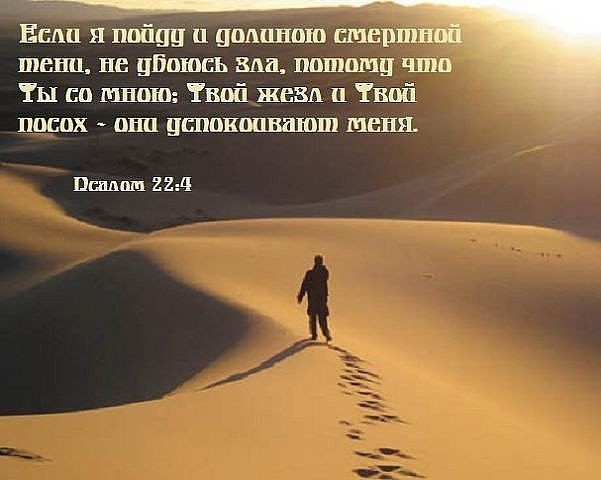 Если я пойду и долиною смертной
тени, не убоюсь зла, потому что
Ты со мною; Твой жезл и Твой
посох - они успокоивают меня.
Псалом 22:4